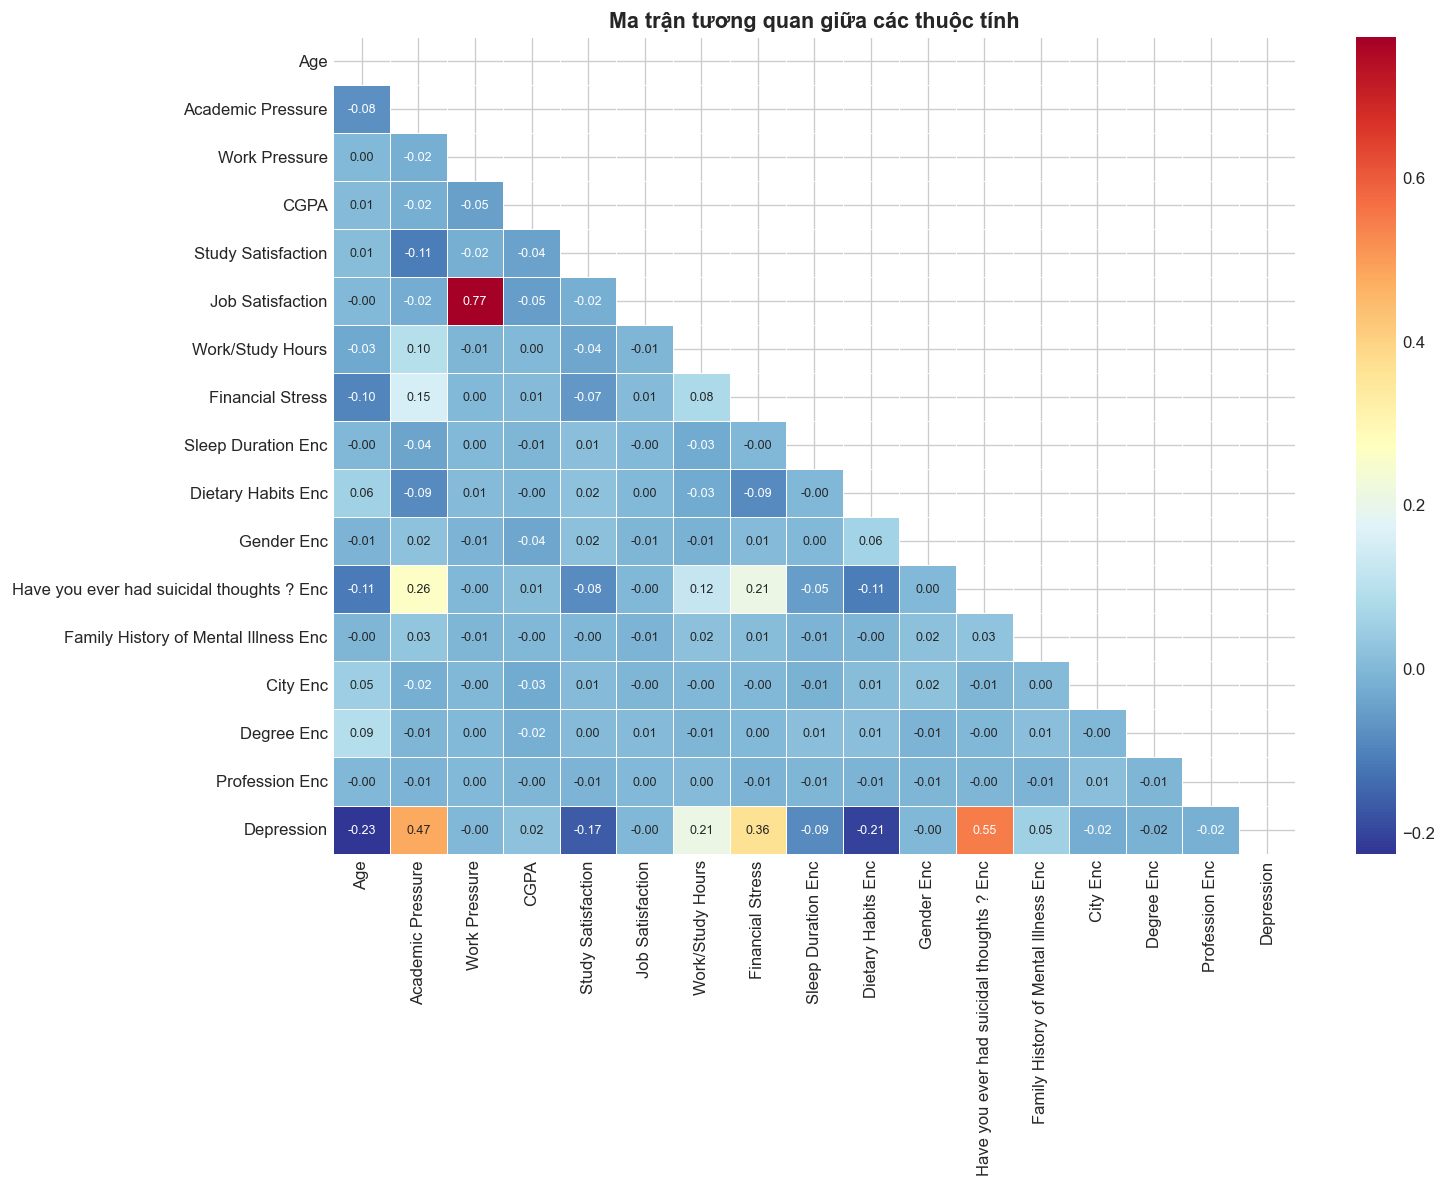 Ma trận tương quan giữa các thuộc tính
Age
Academic Pressure -0.08
Work Pressure 0.00 -0.02
CGPA 0.01 -0.02 -0.05
Study Satisfaction 0.01 -0.11 -0.02 -0.04
Job Satisfaction -0.00 -0.02 0.77 -0.05 -0.02
Work/Study Hours -0.03 0.10 -0.01 0.00 -0.04 -0.01
Financial Stress -0.10 0.15 0.00 0.01 -0.07 0.01 0.08
Sleep Duration Enc -0.00 -0.04 0.00 -0.01 0.01 -0.00 -0.03 -0.00
Dietary Habits Enc 0.06 -0.09 0.01 -0.00 0.02 0.00 -0.03 -0.09 -0.00
Gender Enc -0.01 0.02 -0.01 -0.04 0.02 -0.01 -0.01 0.01 0.00 0.06
Have you ever had suicidal thoughts ? Enc -0.11 0.26 -0.00 0.01 -0.08 -0.00 0.12 0.21 -0.05 -0.11 0.00
Family History of Mental Illness Enc -0.00 0.03 -0.01 -0.00 -0.00 -0.01 0.02 0.01 -0.01 -0.00 0.02 0.03
City Enc 0.05 -0.02 -0.00 -0.03 0.01 -0.00 -0.00 -0.00 -0.01 0.01 0.02 -0.01 0.00
Degree Enc 0.09 -0.01 0.00 -0.02 0.00 0.01 -0.01 0.00 0.01 0.01 -0.01 -0.00 0.01 -0.00
Profession Enc -0.00 -0.01 0.00 -0.00 -0.01 0.00 0.00 -0.01 -0.01 -0.01 -0.01 -0.00 -0.01 0.01 -0.01
Depression -0.23 0.47 -0.00 0.02 -0.17 -0.00 0.21 0.36 -0.09 -0.21 -0.00 0.55 0.05 -0.02 -0.02 -0.02
Age
Academic Pressure
Work Pressure
CGPA
Study Satisfaction
Job Satisfaction
Work/Study Hours
Financial Stress
Sleep Duration Enc
Dietary Habits Enc
Gender Enc
Have you ever had suicidal thoughts ? Enc
Family History of Mental Illness Enc
City Enc
Degree Enc
Profession Enc
Depression
0.6
0.4
0.2
0.0
−0.2